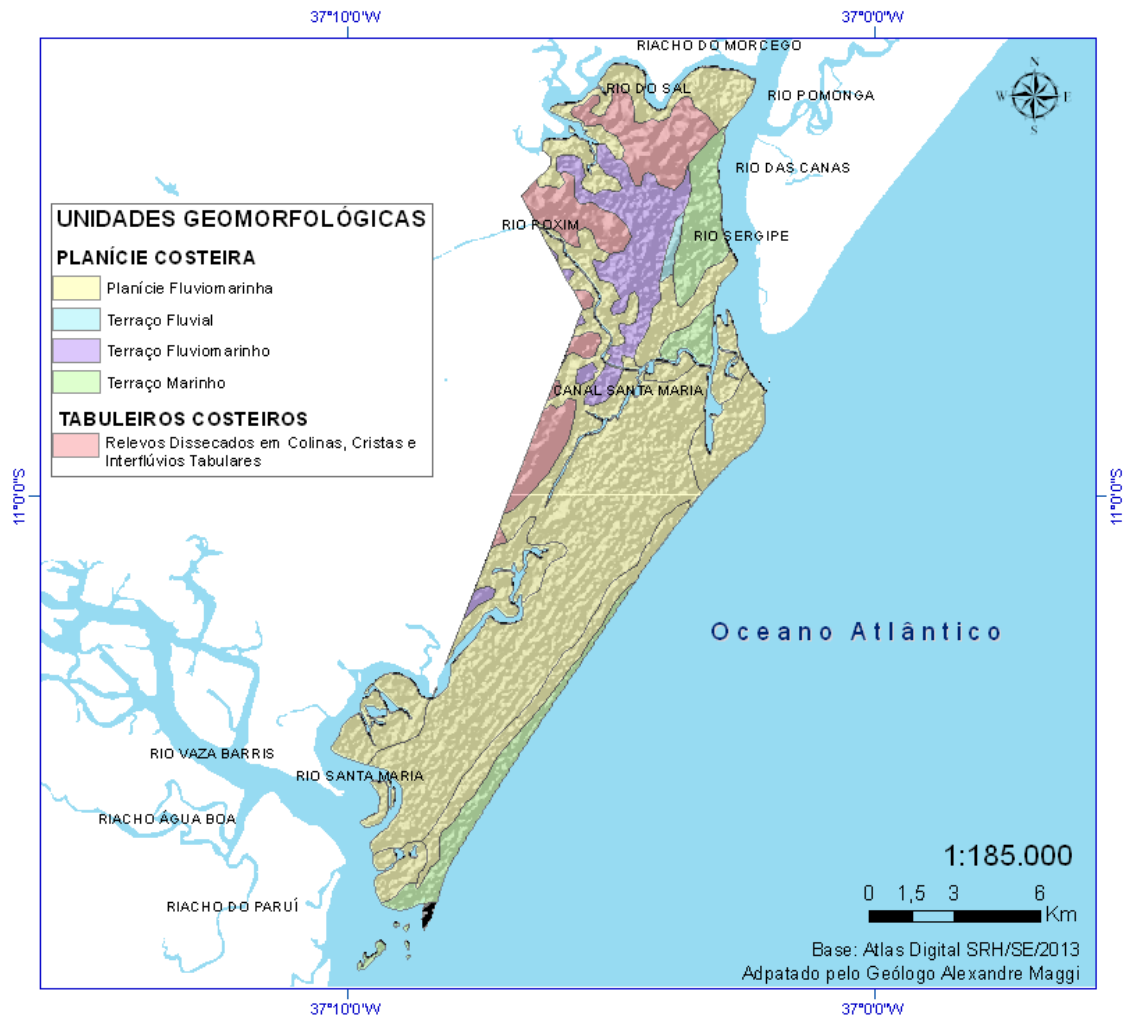 37°10'0"W
37°0'0"W
RIACHO DO MORCEGO
N
W
E
S
RIO DO SAL
RIO POMONGA
RIO DAS CANAS
UNIDADES GEOMORFOLÓGICAS
RIO POXIM
RIO SERGIPE
PLANÍCIE COSTEIRA
Planície Fluviomarinha
Terraço Fluvial
Terraço Fluviomarinho
Terraço Marinho
CANAL SANTA MARIA
TABULEIROS COSTEIROS
Relevos Dissecados em Colinas, Cristas e
Interflúvios Tabulares
11°0'0"S
11°0'0"S
Oceano Atlântico
RIO VAZA BARRIS
RIO SANTA MARIA
RIACHO ÁGUA BOA
1:185.000
0 1,5 3 6
Km
RIACHO DO PARUÍ
Base: Atlas Digital SRH/SE/2013
Adpatado pelo Geólogo Alexandre Maggi
37°10'0"W
37°0'0"W